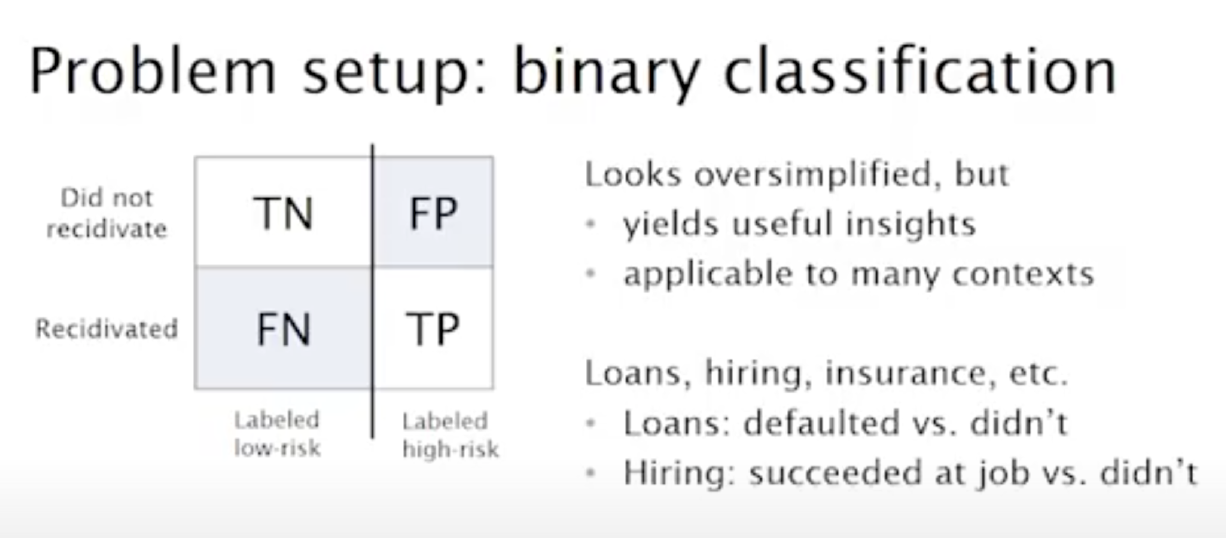 Problem setup: binary classification
Did not
recidivate
TN
FP
Recidivated
FN
TP
Labeled
low-risk
Labeled
high-risk
Looks oversimplified, but
• yields useful insights
• applicable to many contexts
Loans, hiring, insurance, etc.
• Loans: defaulted vs. didn’t
• Hiring: succeeded at job vs. didn’t